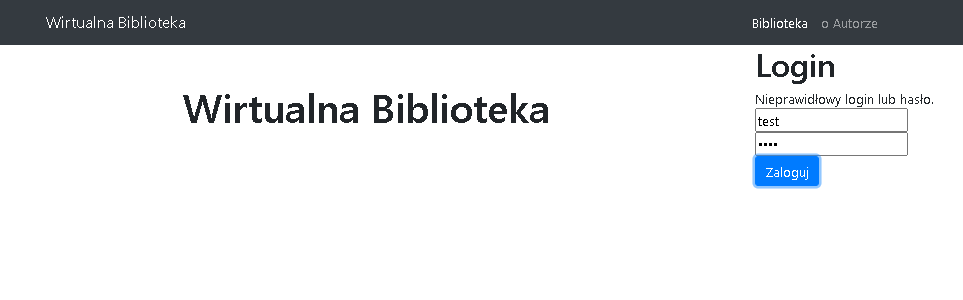 Wirtualna Biblioteka
Biblioteka o Autorze
Wirtualna Biblioteka
Login
Nieprawidłowy login lub hasło.
test
••••
Zaloguj